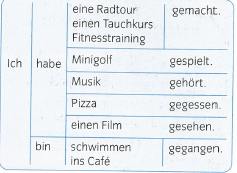 eine Radtour gemacht.
einen Tauchkurs
Fitnesstraining
Ich habe Minigolf gespielt.
Musik gehört.
Pizza gegessen.
einen Film gesehen.
bin schwimmen gegangen.
ins Café